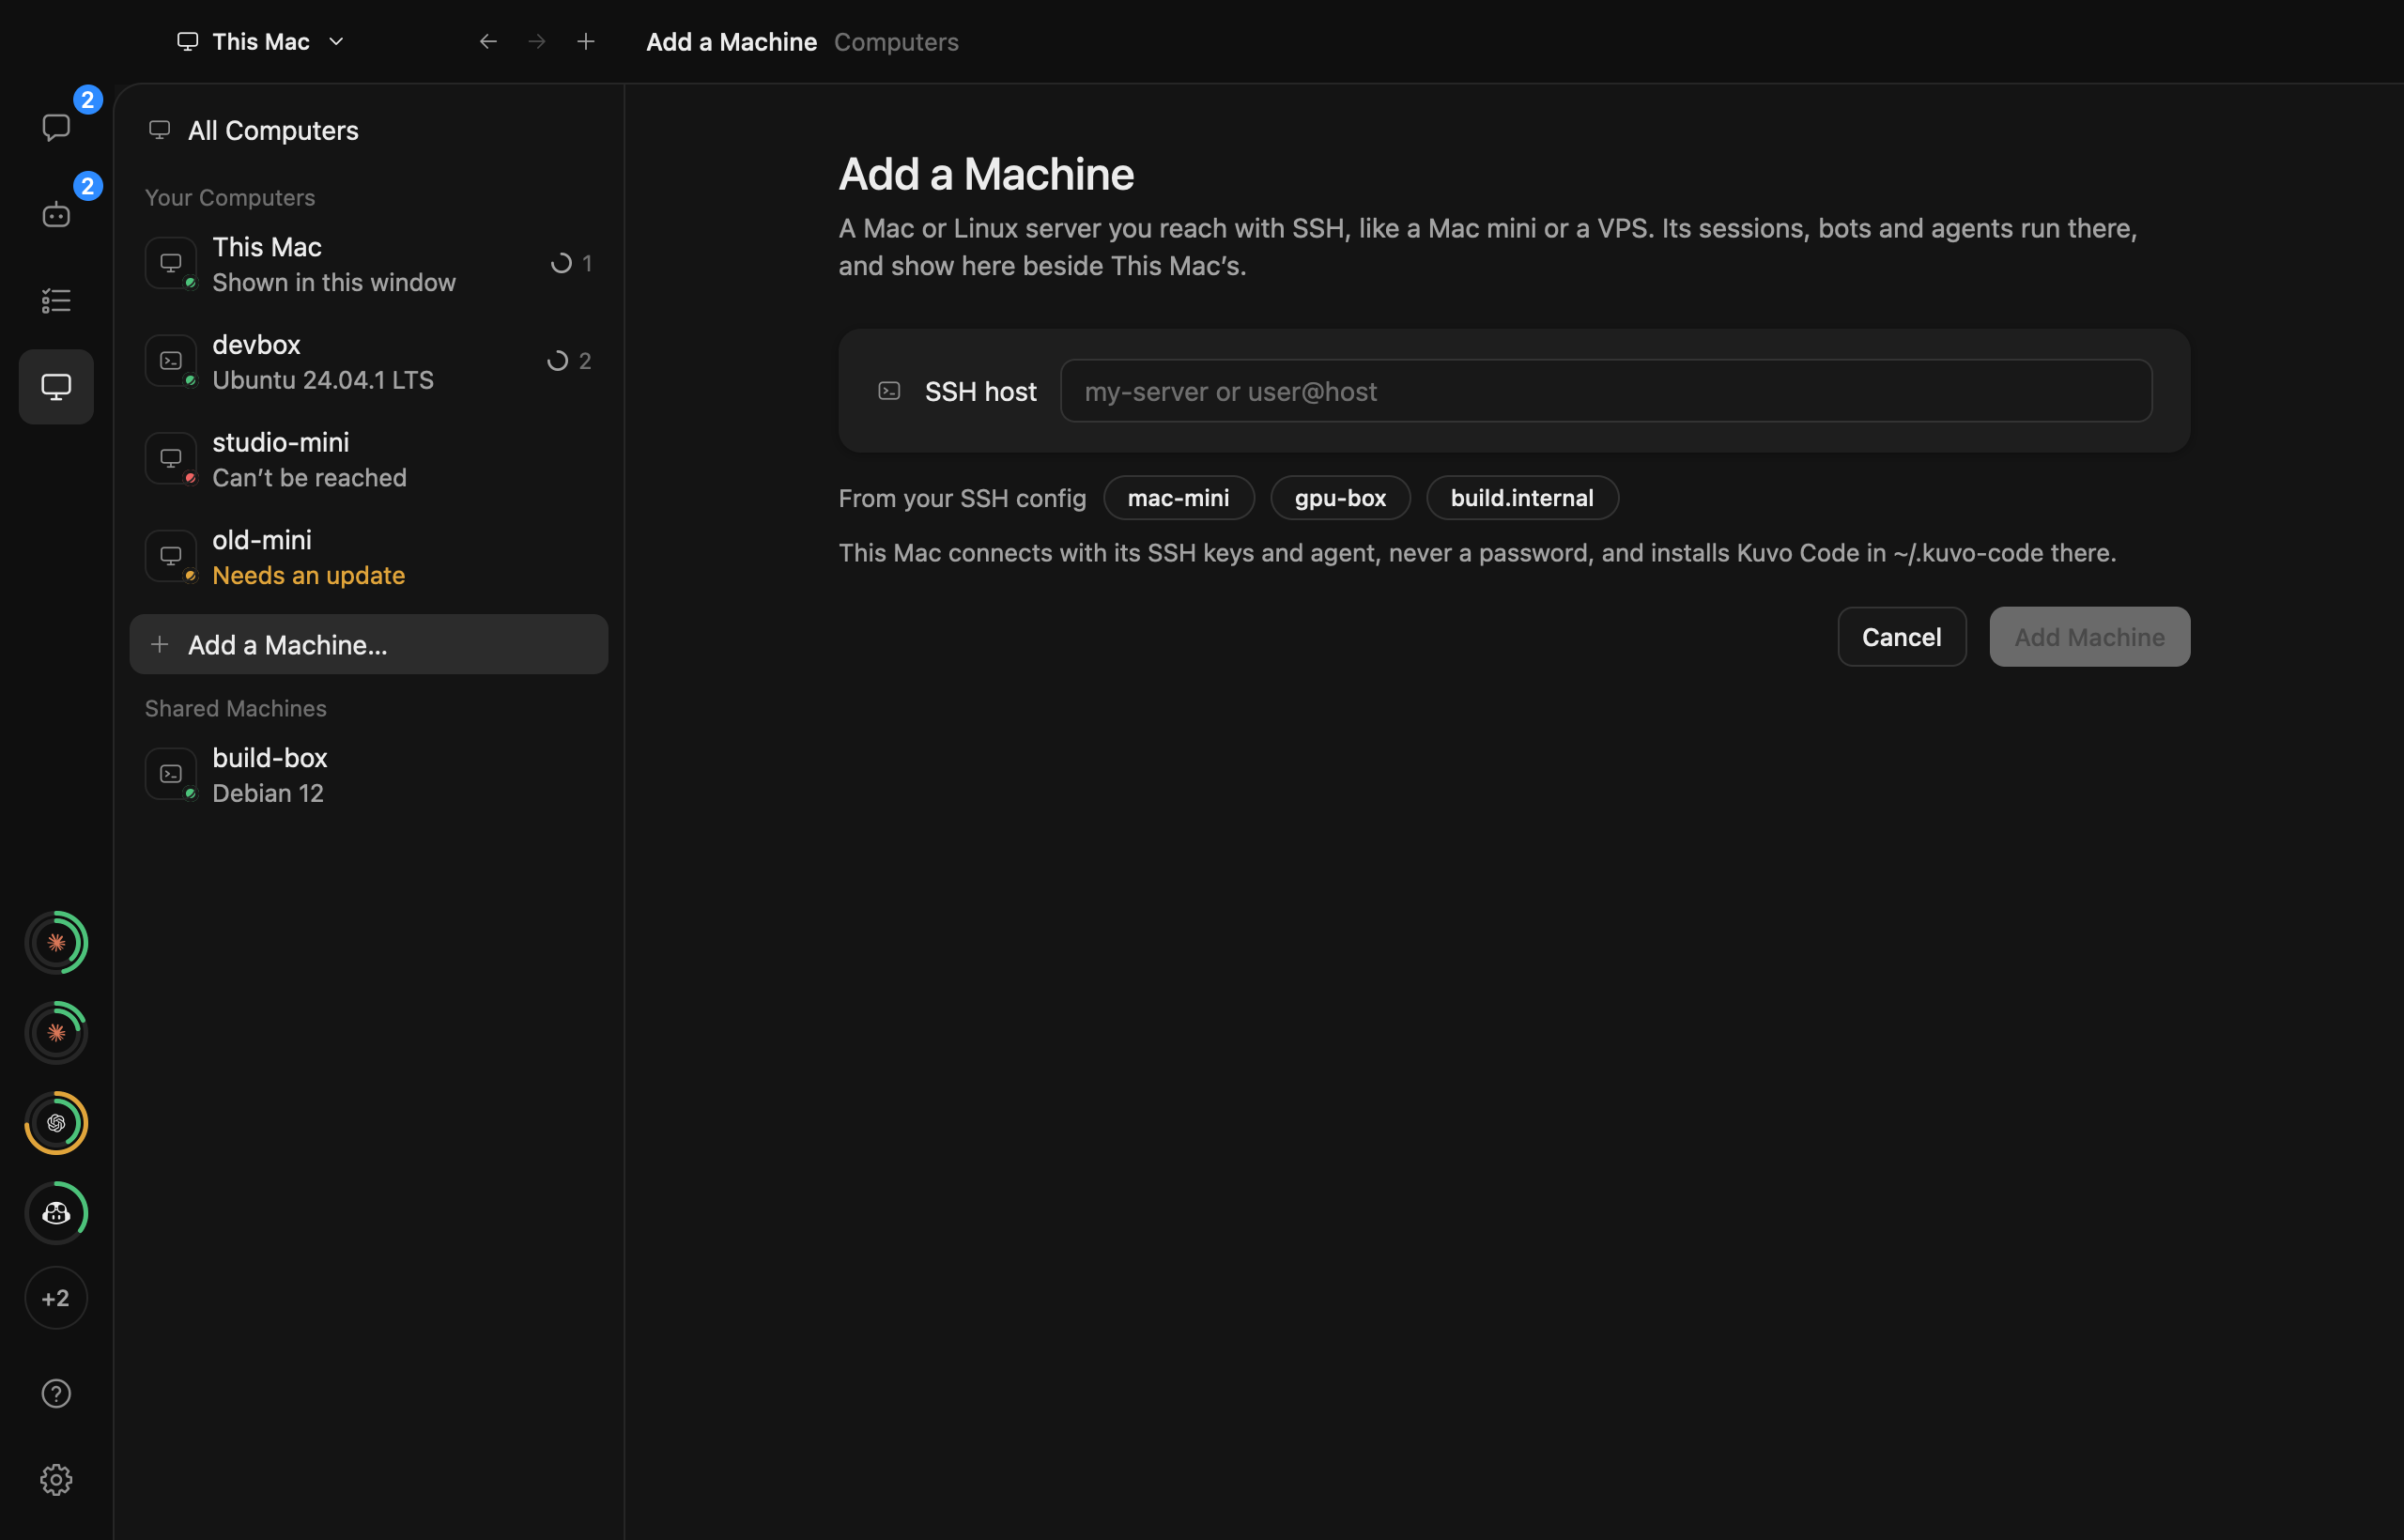 This Mac
Add a Machine Computers
2
2
All Computers
Your Computers
This Mac
Shown in this window
1
devbox
Ubuntu 24.04.1 LTS
2
studio-mini
Can’t be reached
old-mini
Needs an update
Add a Machine...
Shared Machines
build-box
Debian 12
+2
Add a Machine
A Mac or Linux server you reach with SSH, like a Mac mini or a VPS. Its sessions, bots and agents run there,
and show here beside This Mac’s.
SSH host my-server or user@host
From your SSH config mac-mini gpu-box build.internal
This Mac connects with its SSH keys and agent, never a password, and installs Kuvo Code in ~/.kuvo-code there.
Cancel Add Machine